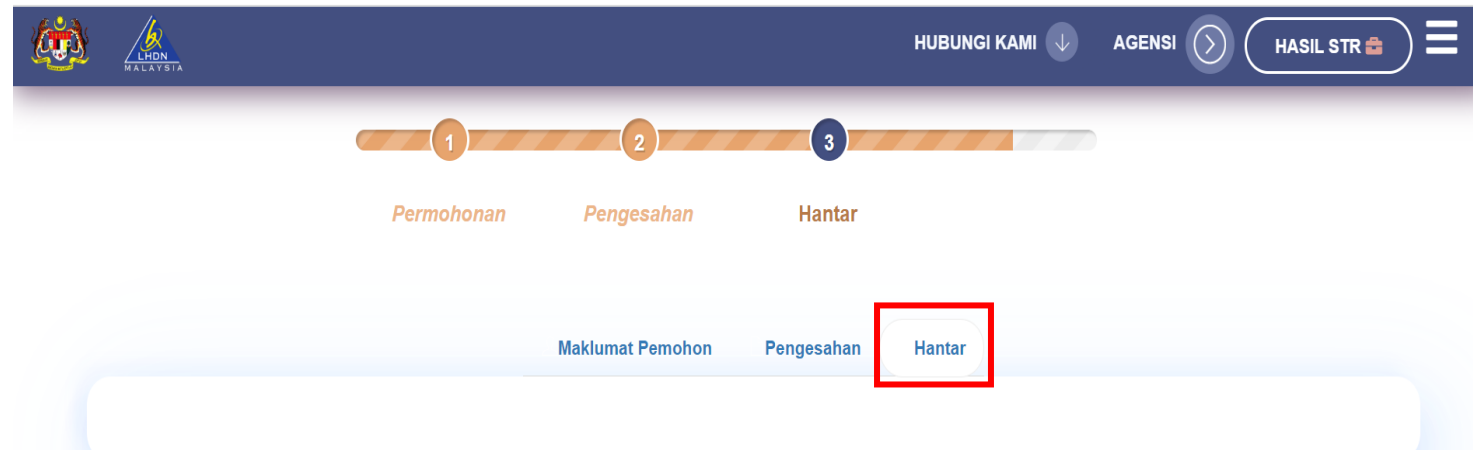 LHDN
MALAYSIA
HUBUNGI KAMI
AGENSI
HASIL STR
1
2
3
Permohonan
Pengesahan
Hantar
Maklumat Pemohon
Pengesahan
Hantar